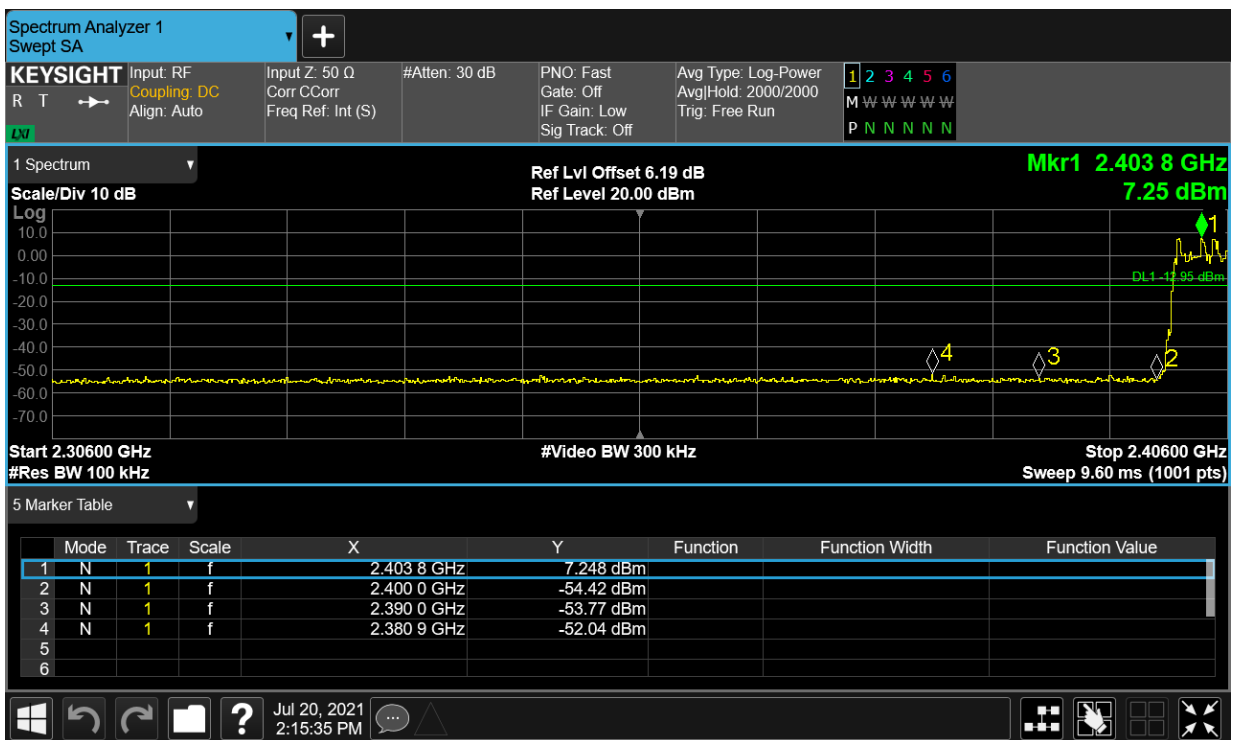 Spectrum Analyzer 1
Swept SA
+
KEYSIGHT Input: RF Input Z: 50 Ω #Atten: 30 dB PNO: Fast Avg Type: Log-Power 1 2 3 4 5 6
R T Coupling: DC Corr CCorr Gate: Off Avg|Hold: 2000/2000 M W W W W W
Align: Auto Freq Ref: Int (S) IF Gain: Low Trig: Free Run
LXI Sig Track: Off P N N N N N
1 Spectrum Ref Lvl Offset 6.19 dB Mkr1 2.403 8 GHz
Scale/Div 10 dB Ref Level 20.00 dBm 7.25 dBm
Log
1
10.0
0.00
DL1 -12.95 dBm
-10.0
-20.0
-30.0
-40.0
4 3 2
-50.0
-60.0
-70.0
Start 2.30600 GHz #Video BW 300 kHz Stop 2.40600 GHz
#Res BW 100 kHz Sweep 9.60 ms (1001 pts)
5 Marker Table
Mode Trace Scale X Y Function Function Width Function Value
1 N 1 f 2.403 8 GHz 7.248 dBm
2 N 1 f 2.400 0 GHz -54.42 dBm
3 N 1 f 2.390 0 GHz -53.77 dBm
4 N 1 f 2.380 9 GHz -52.04 dBm
5
6
? Jul 20, 2021
2:15:35 PM